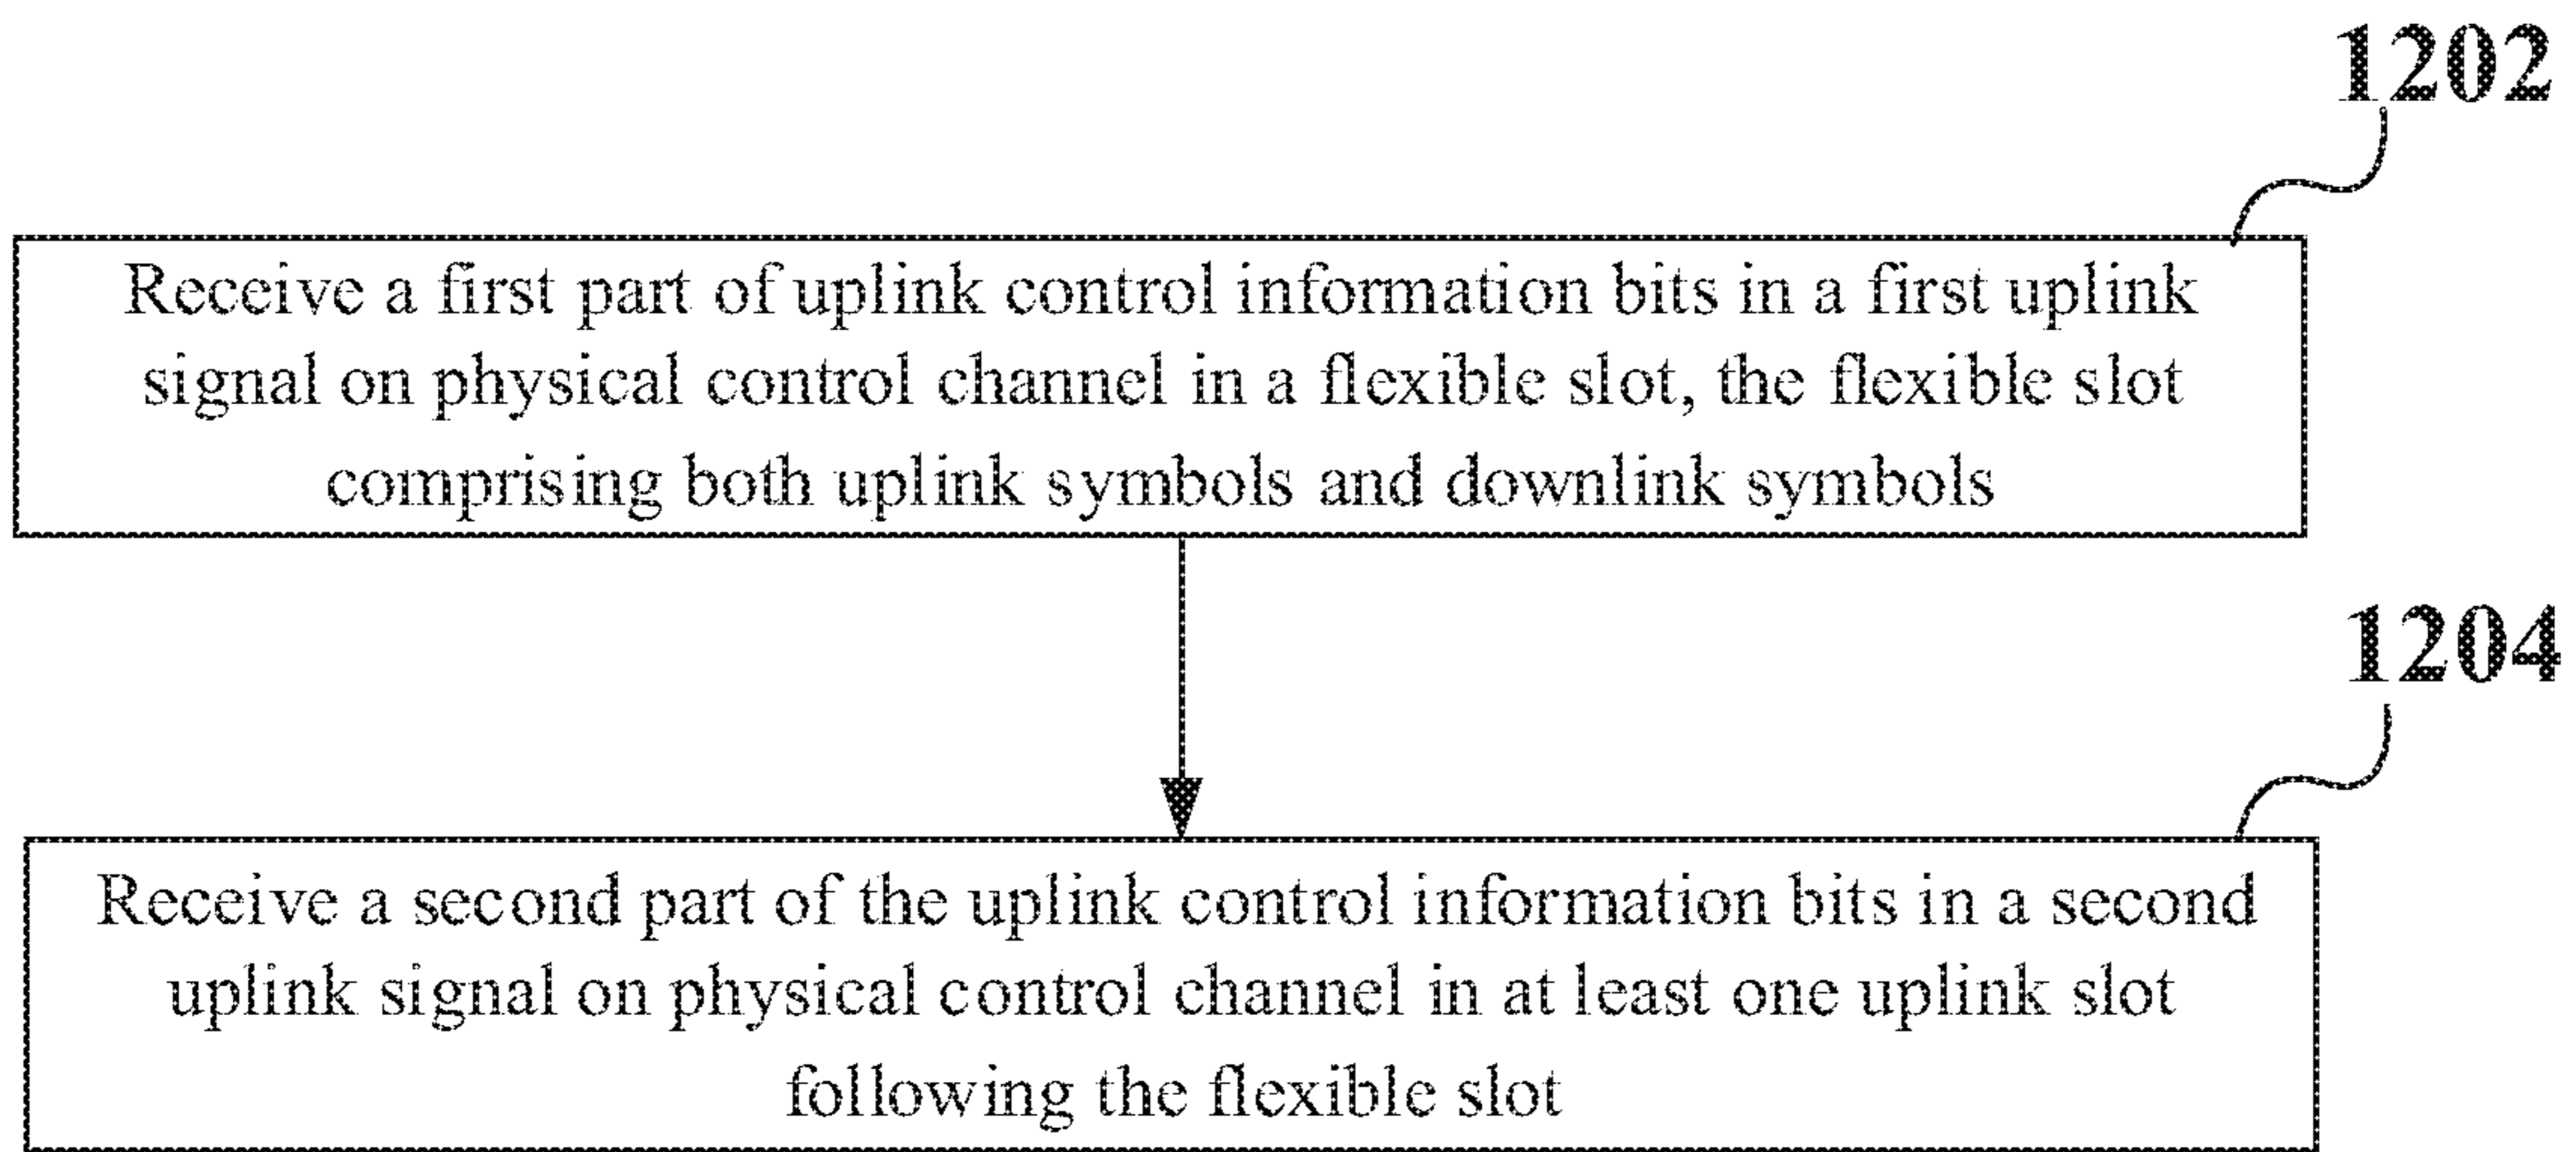 1202
Receive a first part of uplink control information bits in a first uplink
signal on physical control channel in a flexible slot, the flexible slot
comprising both uplink symbols and downlink symbols
1204
Receive a second part of the uplink control information bits in a second
uplink signal on physical control channel in at least one uplink slot
following the flexible slot